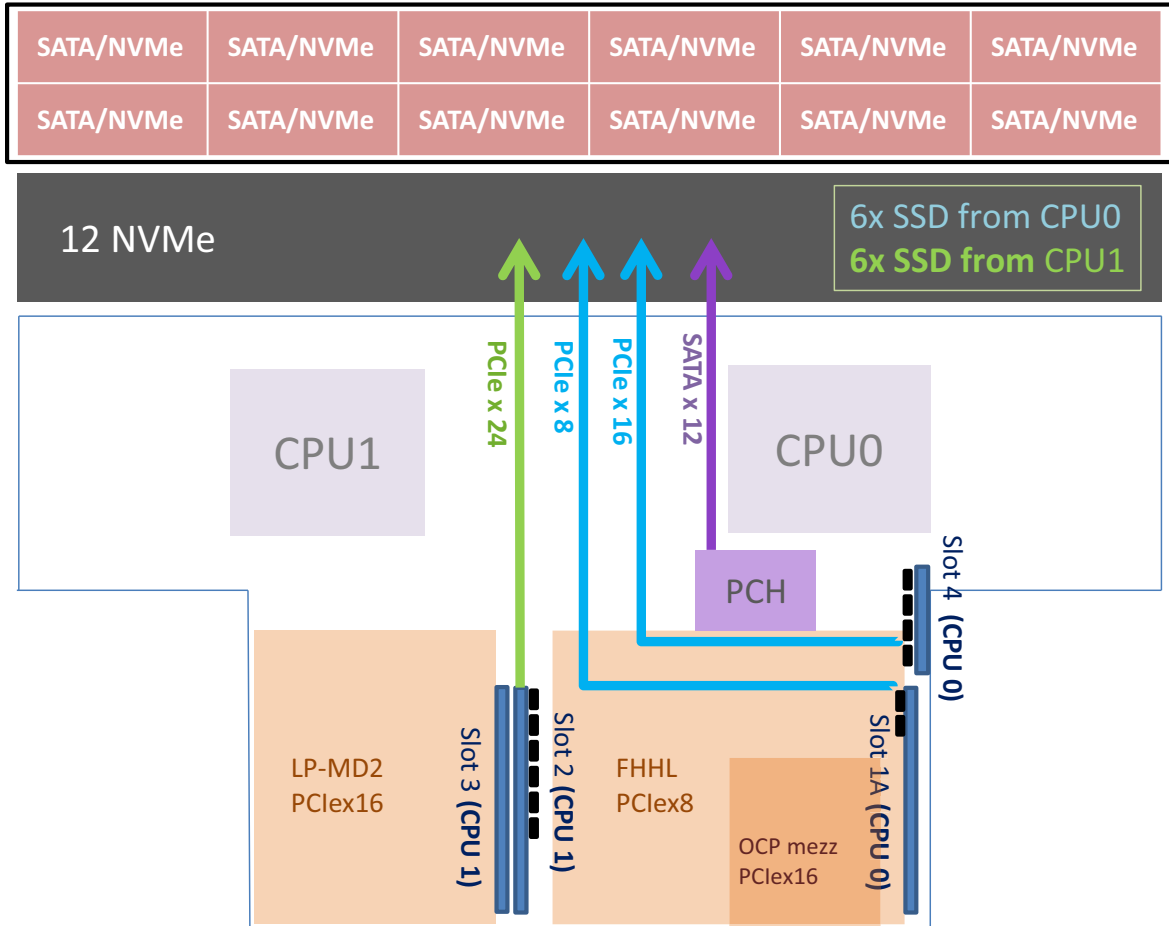 SATA/NVMe SATA/NVMe SATA/NVMe SATA/NVMe SATA/NVMe SATA/NVMe
SATA/NVMe SATA/NVMe SATA/NVMe SATA/NVMe SATA/NVMe SATA/NVMe
12 NVMe
6x SSD from CPU0
6x SSD from CPU1
PCIe x 24
PCIe x 8
PCIe x 16
SATA x 12
CPU1
CPU0
PCH
Slot 4 (CPU 0)
LP-MD2
PCIex16
Slot 3 (CPU 1)
Slot 2 (CPU 1)
FHHL
PCIex8
Slot 1A (CPU 0)
OCP mezz
PCIex16